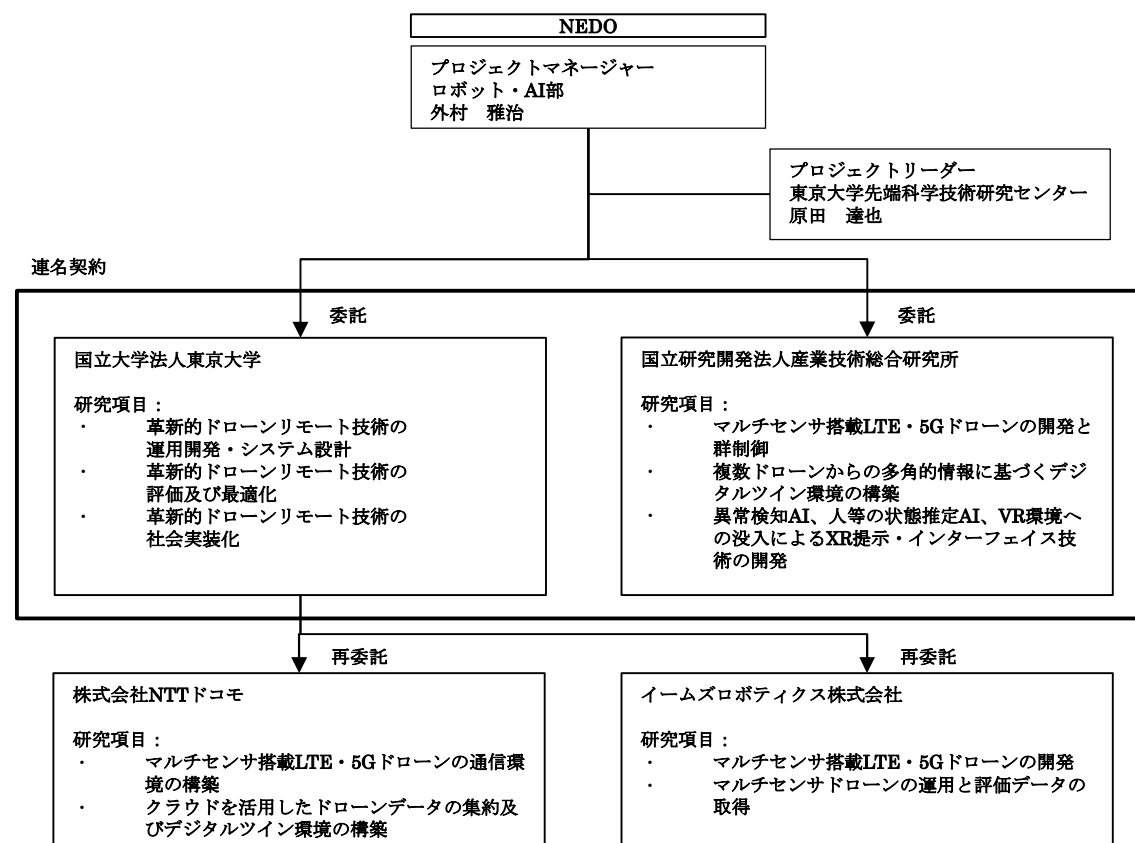 NEDO
プロジェクトマネージャー
ロボット・AI部
外村　雅治
プロジェクトリーダー
東京大学先端科学技術研究センター
原田　達也
連名契約
委託
国立大学法人東京大学
研究項目：
・　革新的ドローンリモート技術の
運用開発・システム設計
・　革新的ドローンリモート技術の
評価及び最適化
・　革新的ドローンリモート技術の
社会実装化
委託
国立研究開発法人産業技術総合研究所
研究項目：
・　マルチセンサ搭載LTE・5Gドローンの開発と
群制御
・　複数ドローンからの多角的情報に基づくデジ
タルツイン環境の構築
・　異常検知AI、人等の状態推定AI、VR環境へ
の没入によるXR提示・インターフェイス技
術の開発
再委託
株式会社NTTドコモ
研究項目：
・　マルチセンサ搭載LTE・5Gドローンの通信環
境の構築
・　クラウドを活用したドローンデータの集約及
びデジタルツイン環境の構築
再委託
イームズロボティクス株式会社
研究項目：
・　マルチセンサ搭載LTE・5Gドローンの開発
・　マルチセンサドローンの運用と評価データの
取得